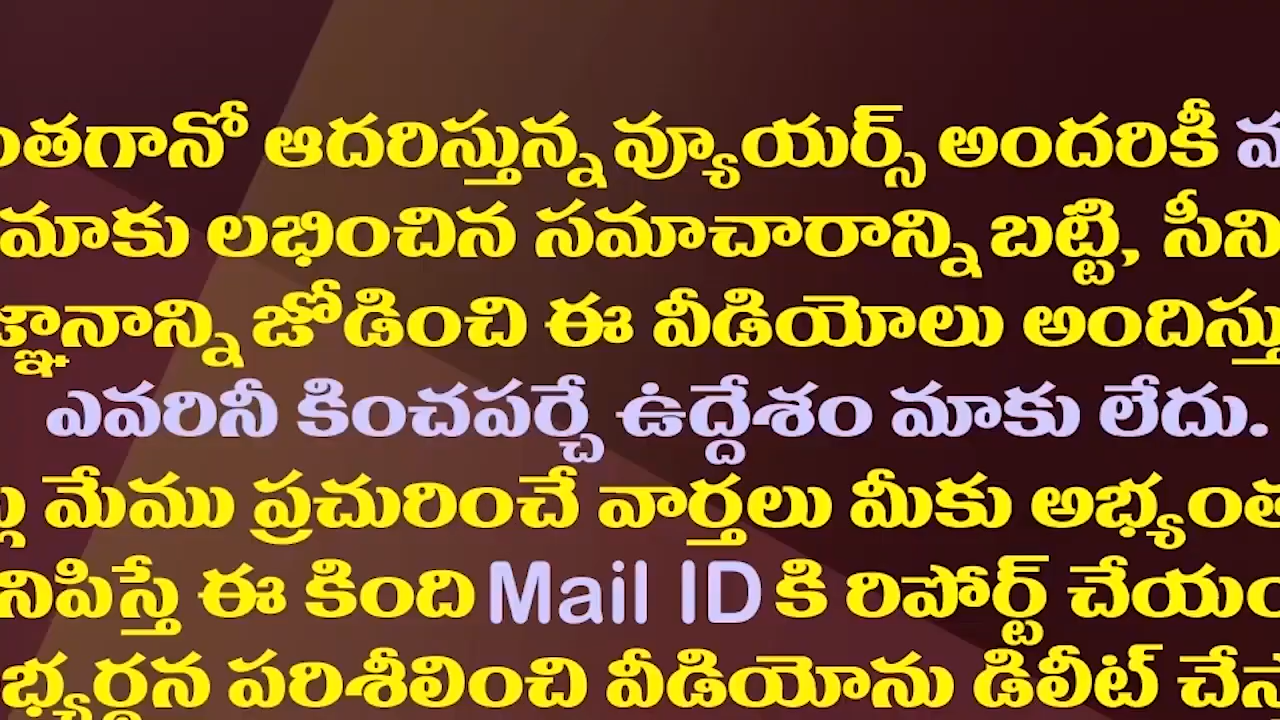 ంతగానో ఆదరిస్తున్న వ్యూయర్స్ అందరికీ
మాకు లభించిన సమాచారాన్ని బట్టి, సీని
జ్ఞానాన్ని జోడించి ఈ వీడియోలు అందిస్తు
ఎవరినీ కించపర్చే ఉద్దేశం మాకు లేదు.
మేము ప్రచురించే వార్తలు మీకు అభ్యంత
నిపిస్తే ఈ కింది Mail ID కి రిపోర్ట్ చేయం
భ్యర్థన పరిశీలించి వీడియోను డిలీట్ చేస